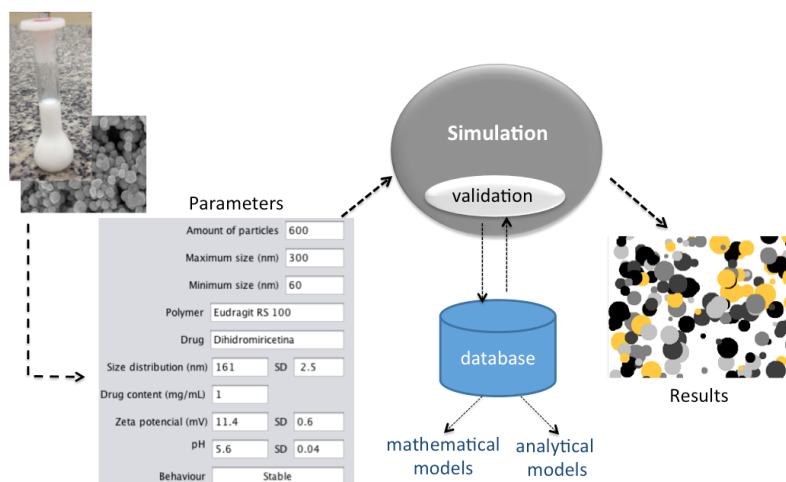 Parameters
Amount of particles 600
Maximum size (nm) 300
Minimum size (nm) 60
Polymer Eudragit RS 100
Drug Dihidromiricetina
Size distribution (nm) 161 SD 2.5
Drug content (mg/mL) 1
Zeta potencial (mV) 11.4 SD 0.6
pH 5.6 SD 0.04
Behaviour Stable
Simulation
validation
database
mathematical models
analytical models
Results